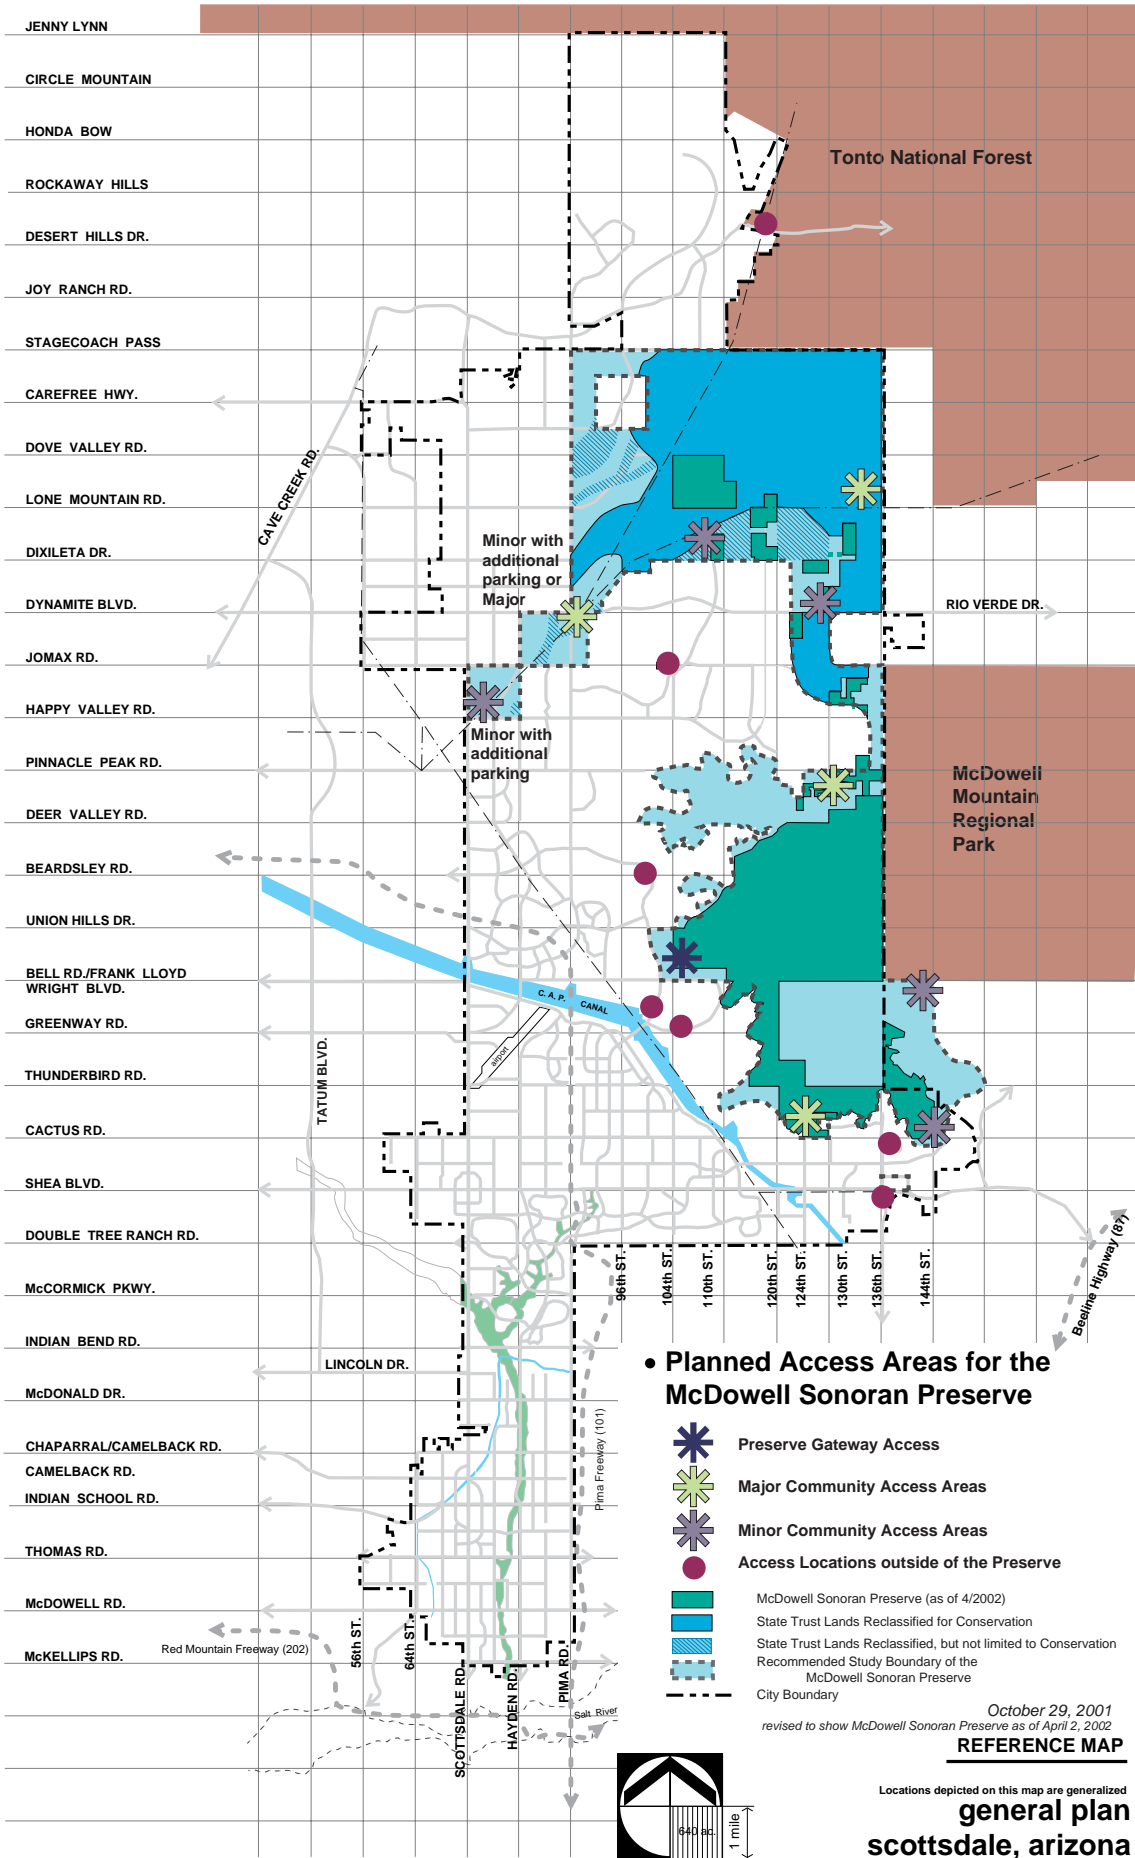 JENNY LYNN
CIRCLE MOUNTAIN
HONDA BOW
Tonto National Forest
ROCKAWAY HILLS
DESERT HILLS DR.
JOY RANCH RD.
STAGECOACH PASS
CAREFREE HWY.
DOVE VALLEY RD.
CAVE CREEK RD.
LONE MOUNTAIN RD.
DIXILETA DR.
Minor with
additional
parking or
Major
DYNAMITE BLVD.
RIO VERDE DR.
JOMAX RD.
HAPPY VALLEY RD.
Minor with
additional
parking
PINNACLE PEAK RD.
McDowell
Mountain
Regional
Park
DEER VALLEY RD.
BEARDSLEY RD.
UNION HILLS DR.
BELL RD./FRANK LLOYD
WRIGHT BLVD.
C. A. P. CANAL
GREENWAY RD.
airport
TATUM BLVD.
THUNDERBIRD RD.
CACTUS RD.
SHEA BLVD.
DOUBLE TREE RANCH RD.
96th ST.
104th ST.
110th ST.
120th ST.
124th ST.
130th ST.
136th ST.
144th ST.
Beeline Highway (87)
McCORMICK PKWY.
INDIAN BEND RD.
LINCOLN DR.
McDONALD DR.
CHAPARRAL/CAMELBACK RD.
CAMELBACK RD.
INDIAN SCHOOL RD.
Pima Freeway (101)
THOMAS RD.
McDOWELL RD.
Red Mountain Freeway (202)
McKELLIPS RD.
56th ST.
64th ST.
SCOTTSDALE RD.
HAYDEN RD.
PIMA RD.
Salt River
• Planned Access Areas for the
McDowell Sonoran Preserve
Preserve Gateway Access
Major Community Access Areas
Minor Community Access Areas
Access Locations outside of the Preserve
McDowell Sonoran Preserve (as of 4/2002)
State Trust Lands Reclassified for Conservation
State Trust Lands Reclassified, but not limited to Conservation
Recommended Study Boundary of the
McDowell Sonoran Preserve
City Boundary
October 29, 2001
revised to show McDowell Sonoran Preserve as of April 2, 2002
REFERENCE MAP
Locations depicted on this map are generalized
general plan
scottsdale, arizona
640 ac.
1 mile